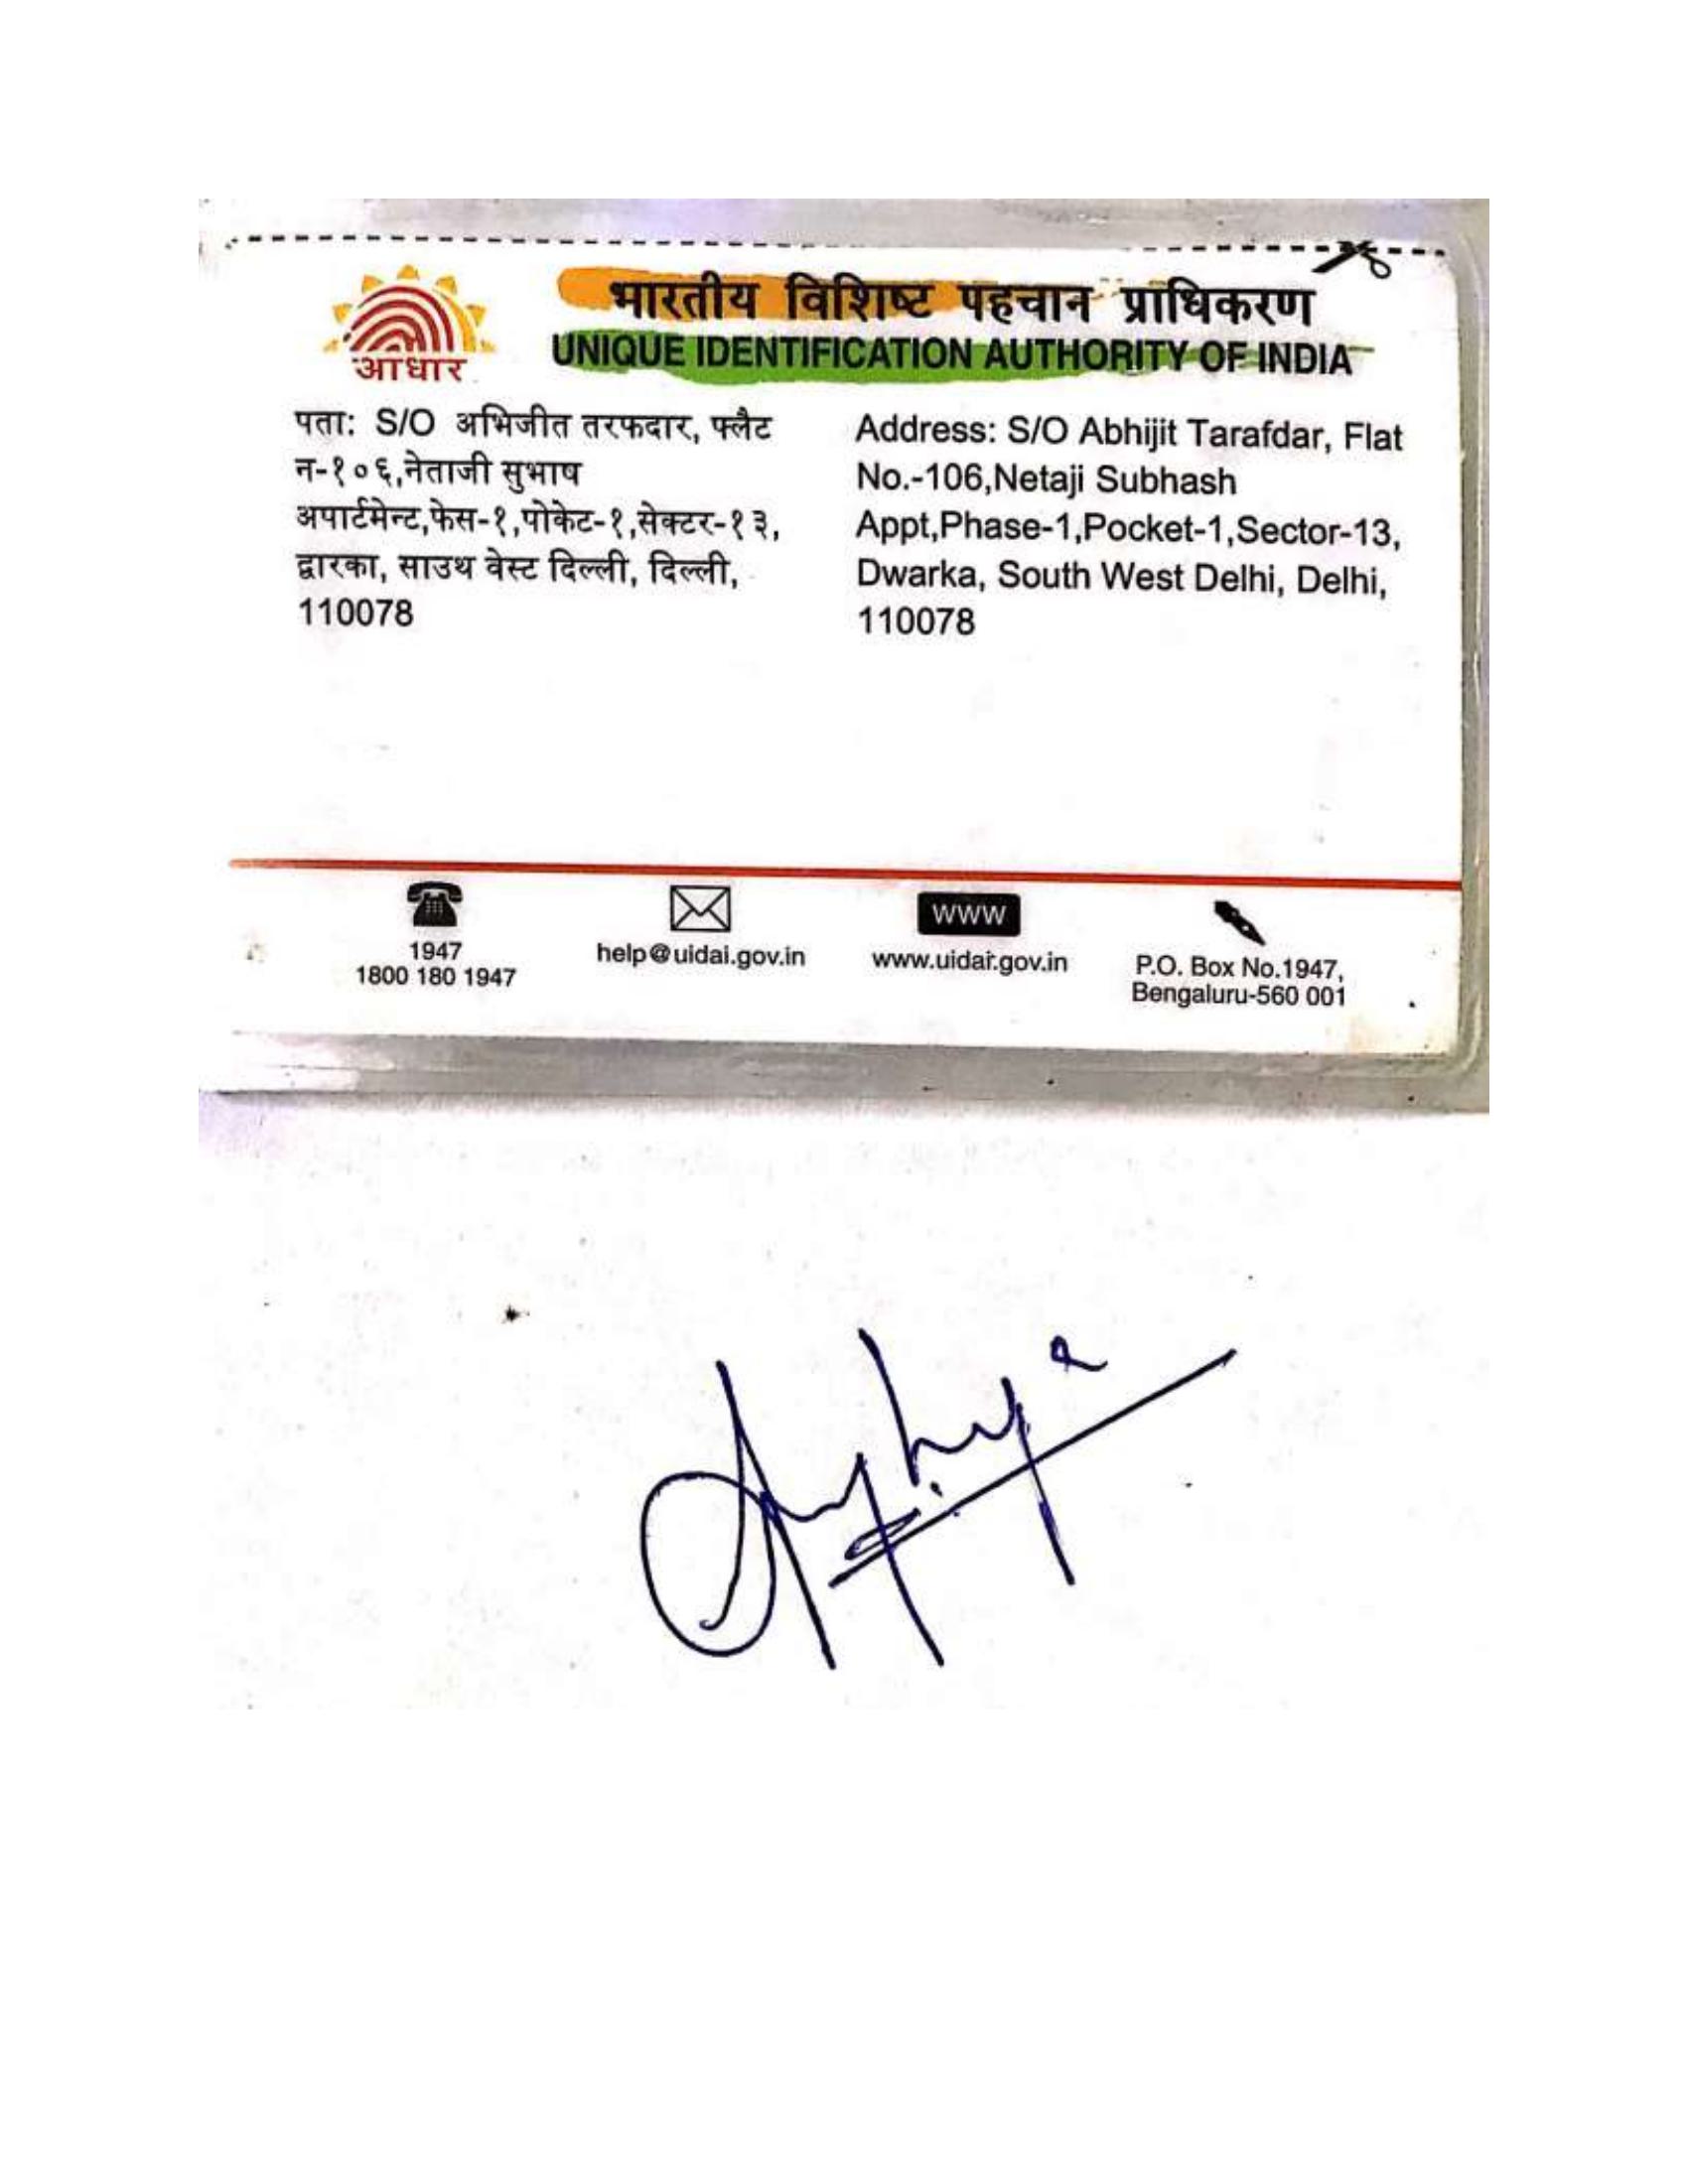 भारतीय विशिष्ट पहचान प्राधिकरण
UNIQUE IDENTIFICATION AUTHORITY OF INDIA
आधार
पता: S/O अभिजीत तरफदार, फ्लैट
न-१०६,नेताजी सुभाष
अपार्टमेन्ट,फेस-१,पोकेट-१,सेक्टर-१३,
द्वारका, साउथ वेस्ट दिल्ली, दिल्ली,
110078
Address: S/O Abhijit Tarafdar, Flat
No.-106,Netaji Subhash
Appt,Phase-1,Pocket-1,Sector-13,
Dwarka, South West Delhi, Delhi,
110078
1947
1800 180 1947
help@uidai.gov.in
www
www.uidai.gov.in
P.O. Box No.1947,
Bengaluru-560 001